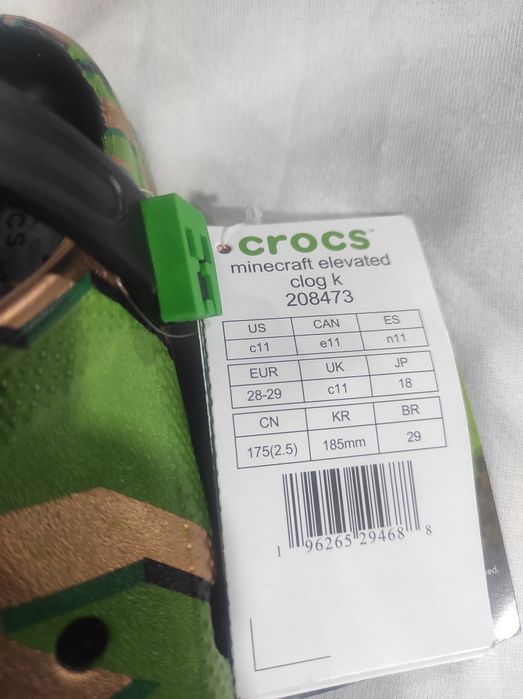 crocs™
minecraft elevated
clog k
208473
US CAN ES
c11 e11 n11
EUR UK JP
28-29 c11 18
CN KR BR
175(2.5) 185mm 29
1 96265 29468 8